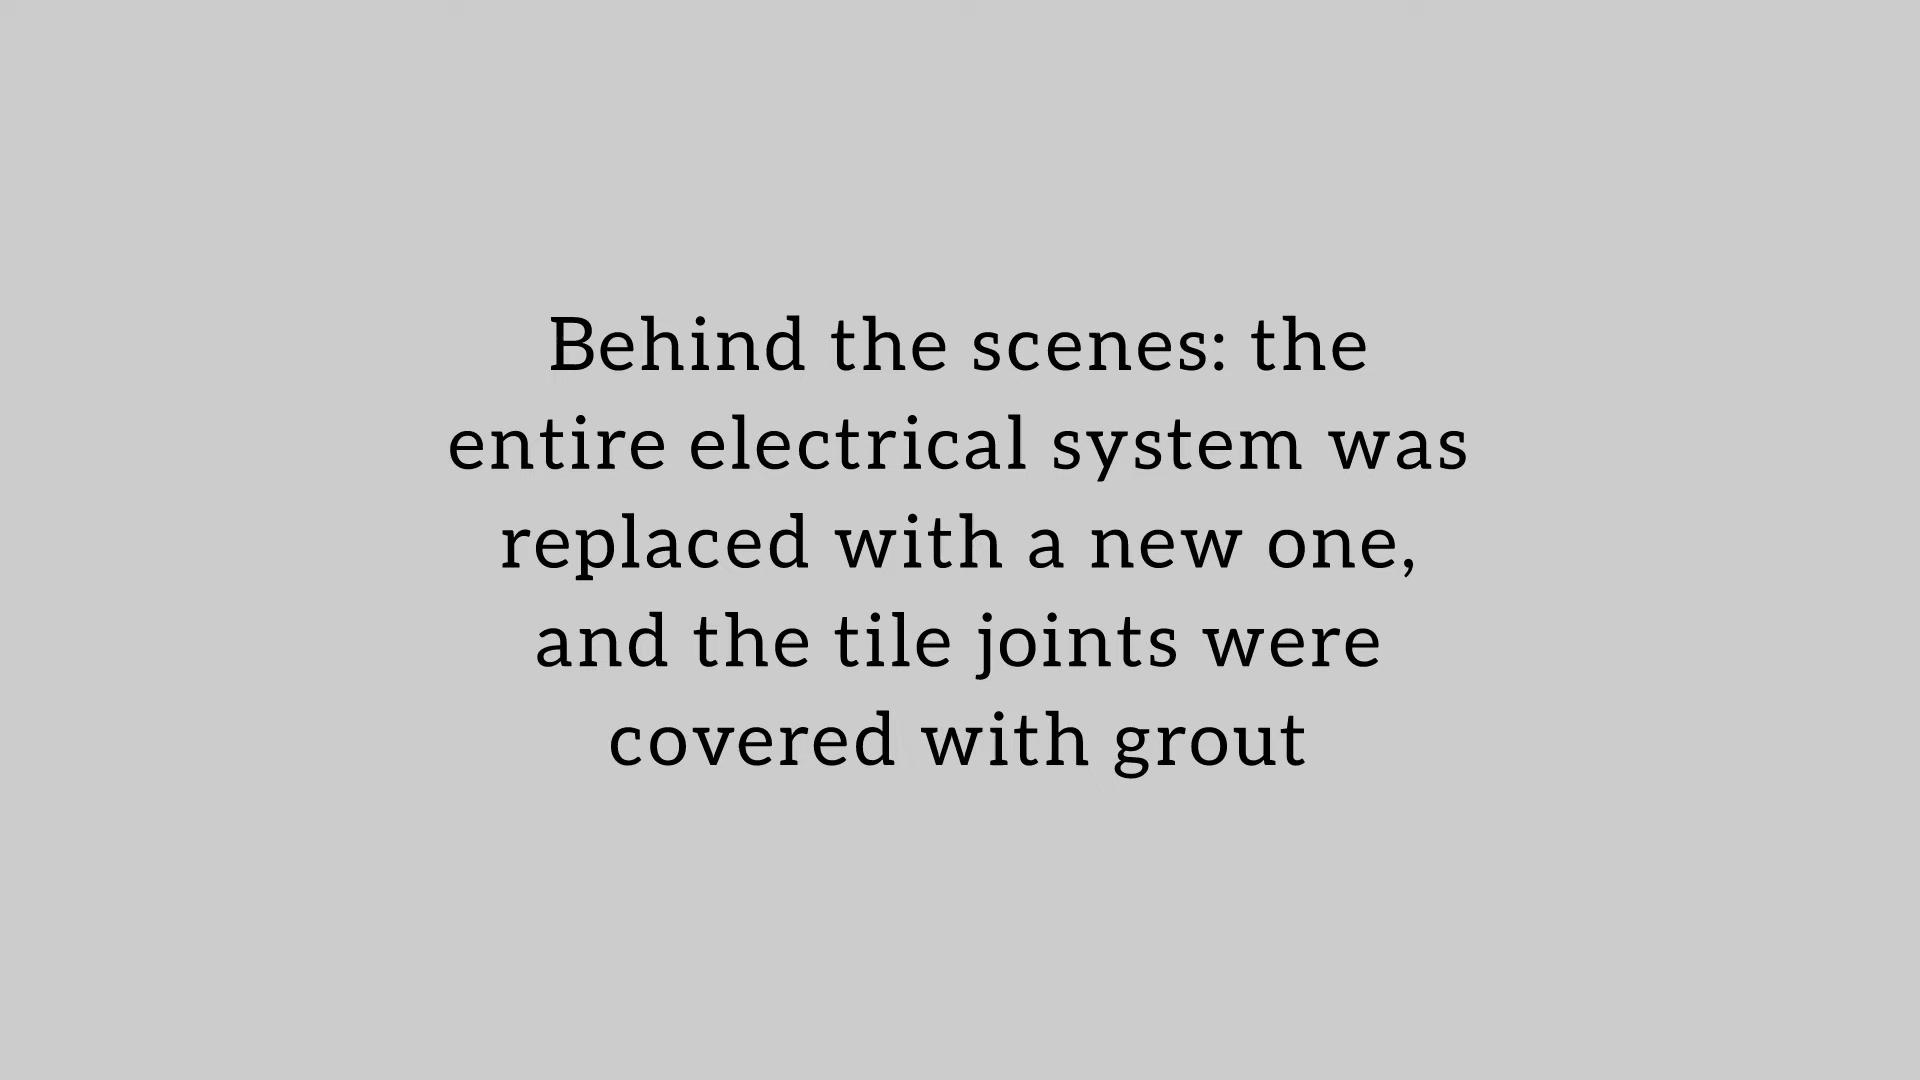 Behind the scenes: the
entire electrical system was
replaced with a new one,
and the tile joints were
covered with grout